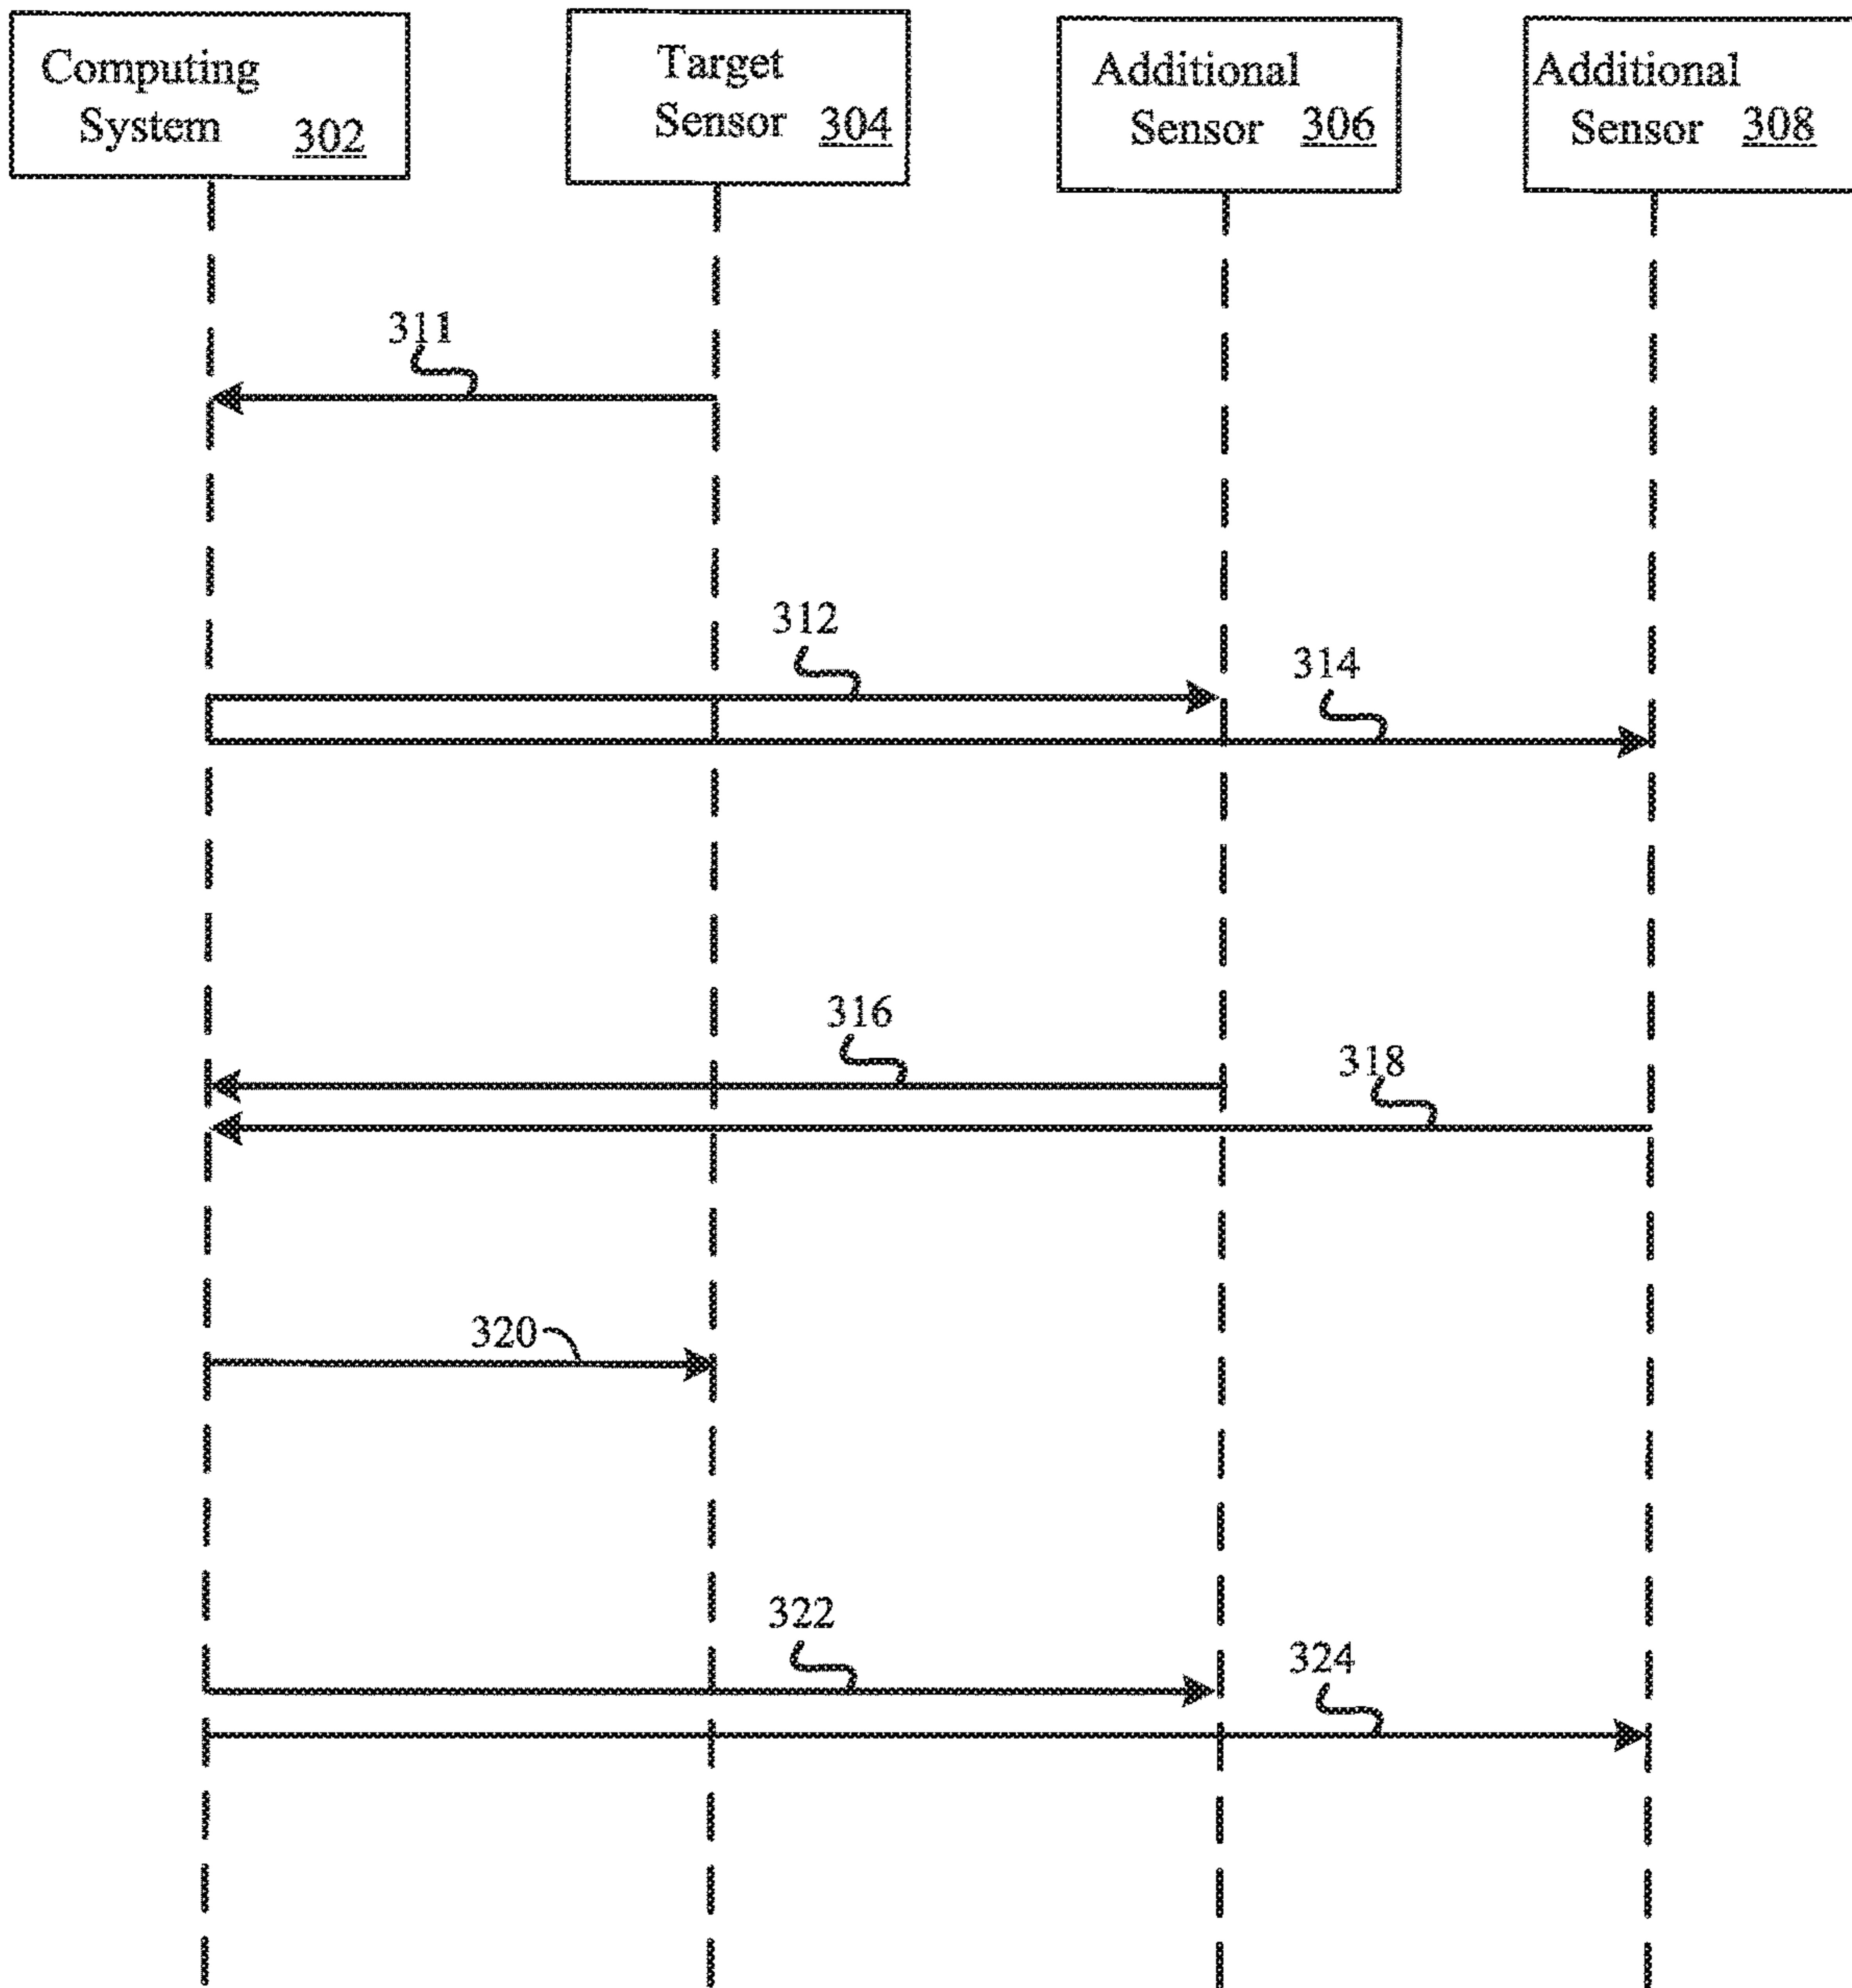 Computing
System 302
Target
Sensor 304
Additional
Sensor 306
Additional
Sensor 308
311
312
314
316
318
320
322
324